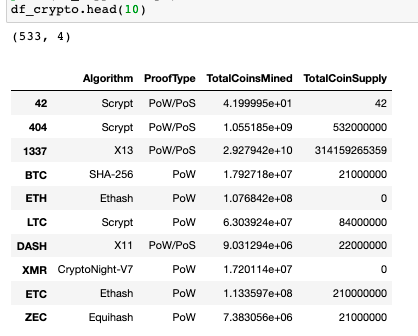 df_crypto.head(10)
(533, 4)
Algorithm ProofType TotalCoinsMined TotalCoinSupply
42 Scrypt PoW/PoS 4.199995e+01 42
404 Scrypt PoW/PoS 1.055185e+09 532000000
1337 X13 PoW/PoS 2.927942e+10 314159265359
BTC SHA-256 PoW 1.792718e+07 21000000
ETH Ethash PoW 1.076842e+08 0
LTC Scrypt PoW 6.303924e+07 84000000
DASH X11 PoW/PoS 9.031294e+06 22000000
XMR CryptoNight-V7 PoW 1.720114e+07 0
ETC Ethash PoW 1.133597e+08 210000000
ZEC Equihash PoW 7.383056e+06 21000000